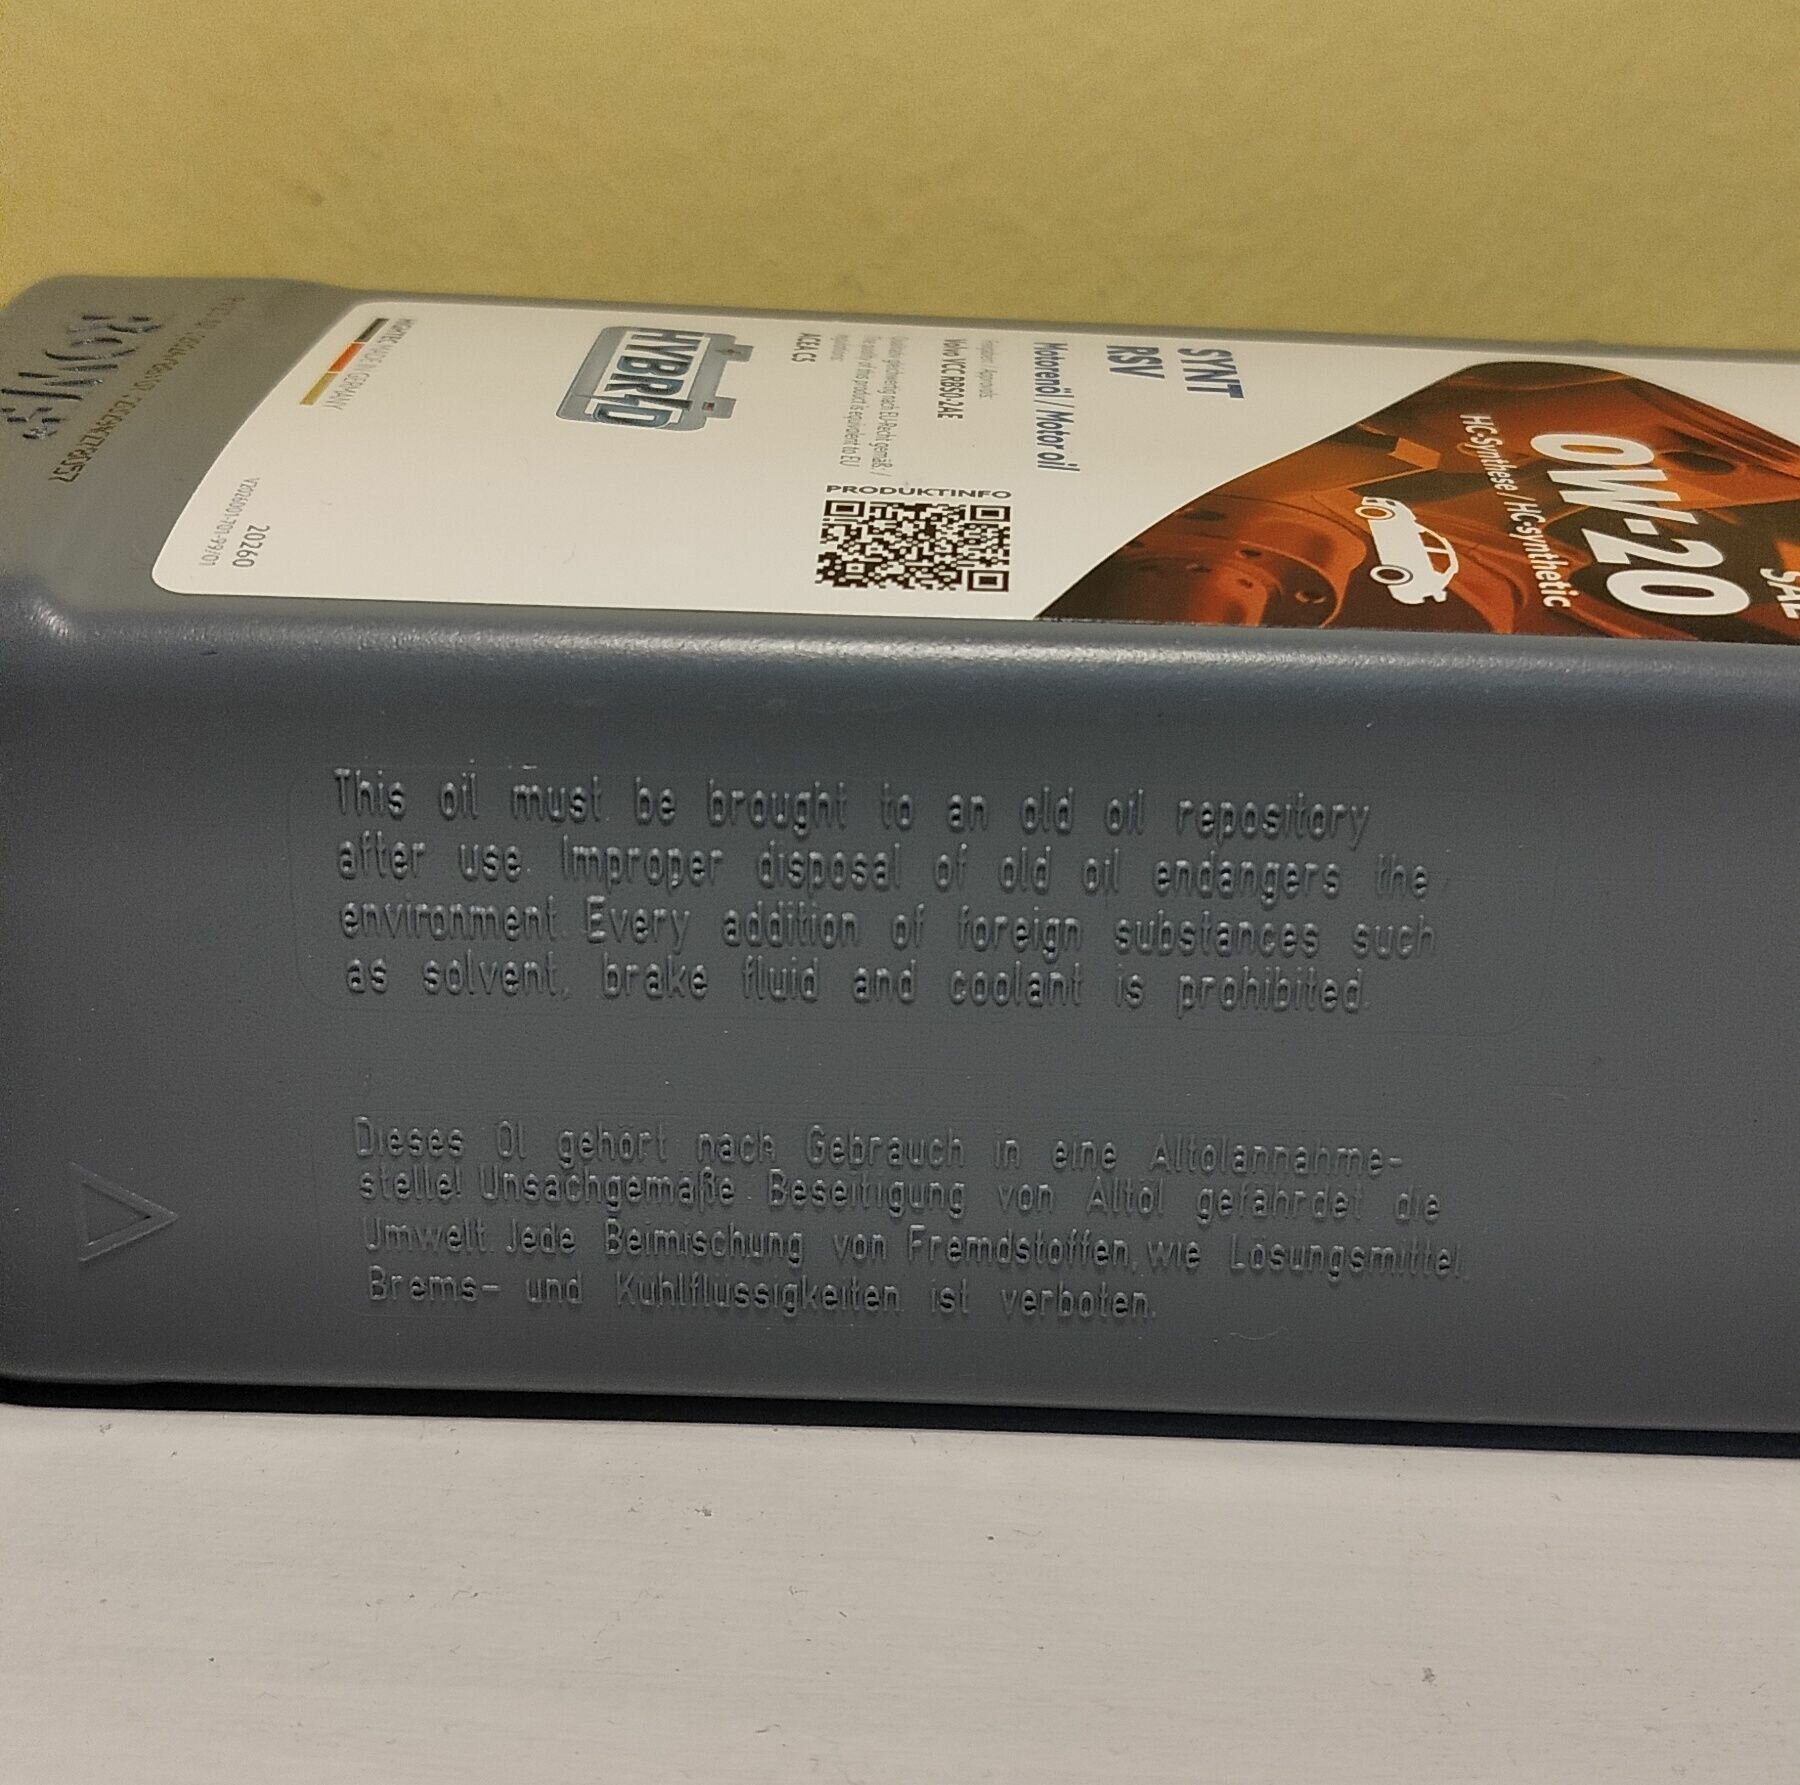 ROWE
HIGHTEC MADE IN GERMANY
20260
HYBRID
SYNT
RSV
Motorenöl / Motor oil
Freigaben / Approvals
Volvo VCC RBS0-2AE
ACEA C5
PRODUKTINFO
0W-20
HC-Synthese / HC-synthetic
This oil must be brought to an old oil repository
after use. Improper disposal of old oil endangers the
environment. Every addition of foreign substances such
as solvent, brake fluid and coolant is prohibited.
Dieses Öl gehört nach Gebrauch in eine Altölannahme-
stelle! Unsachgemäße Beseitigung von Altöl gefährdet die
Umwelt. Jede Beimischung von Fremdstoffen, wie Lösungsmittel,
Brems- und Kühlflüssigkeiten ist verboten.